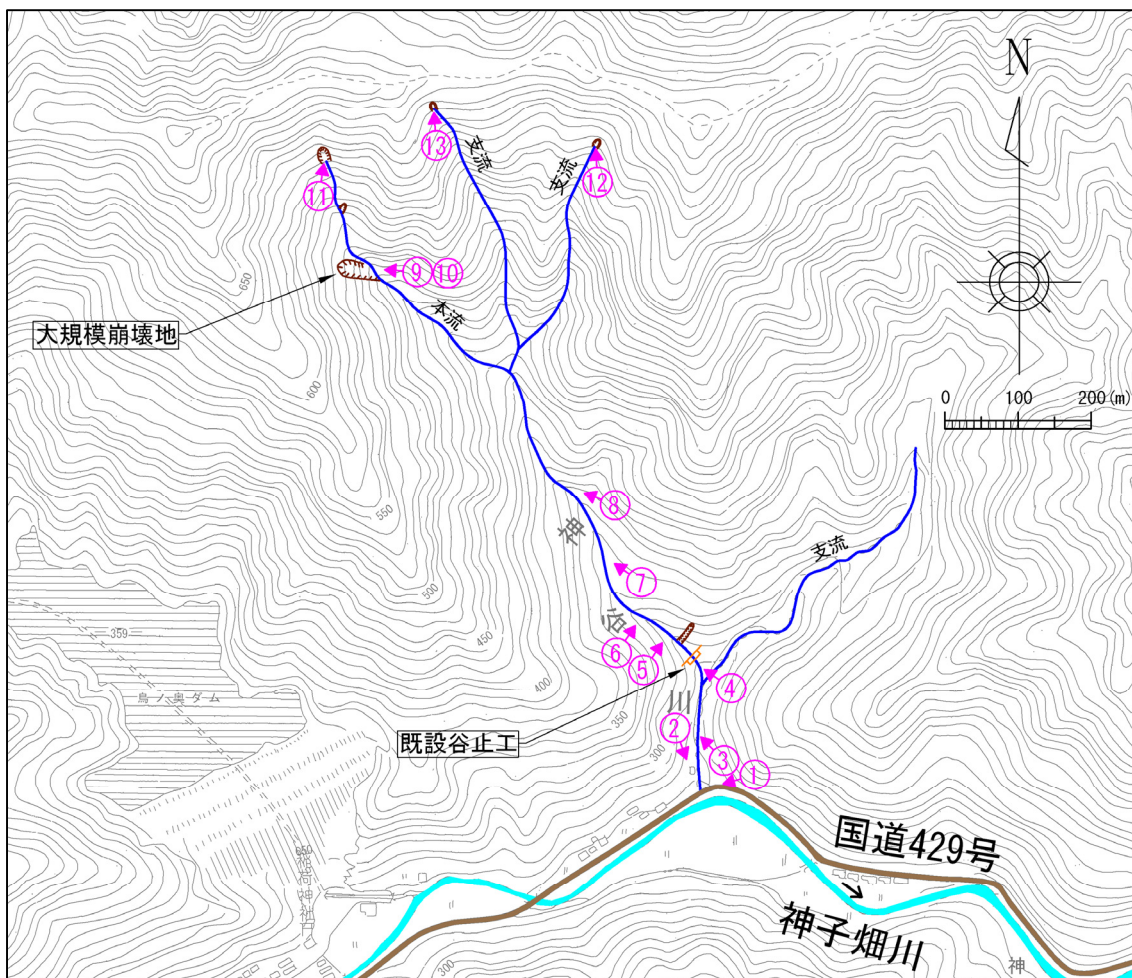 N
⑬
支流
支流
⑫
⑪
⑨ ⑩
650
大規模崩壊地
本流
0 100 200(m)
600
⑧
550
神
支流
⑦
500
谷
359
⑥
⑤
450
鳥ノ奥ダム
④
400
川
350
②
既設谷止工
300
③
①
国道429号
神子畑川
300
神